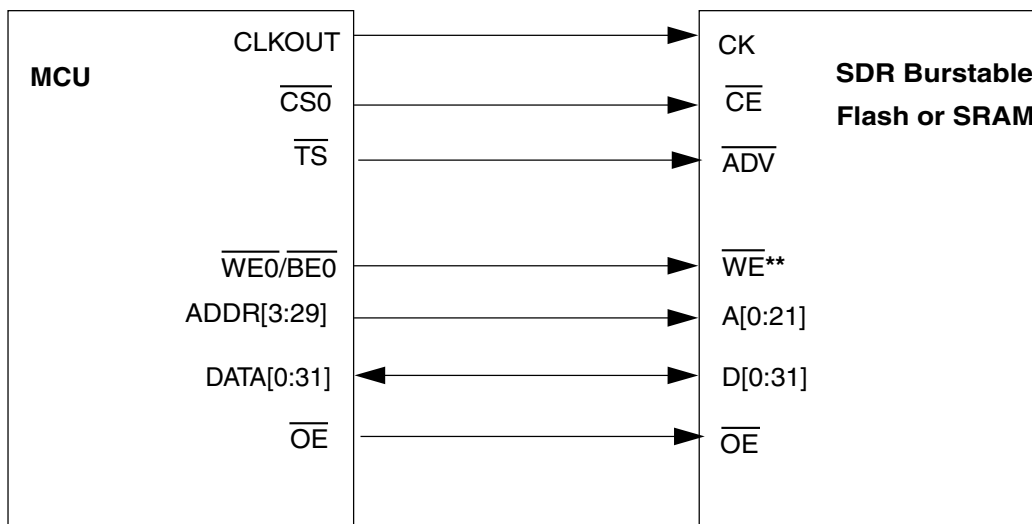 MCU
CLKOUT
CS0
TS
WE0/BE0
ADDR[3:29]
DATA[0:31]
OE
SDR Burstable
Flash or SRAM
CK
CE
ADV
WE**
A[0:21]
D[0:31]
OE